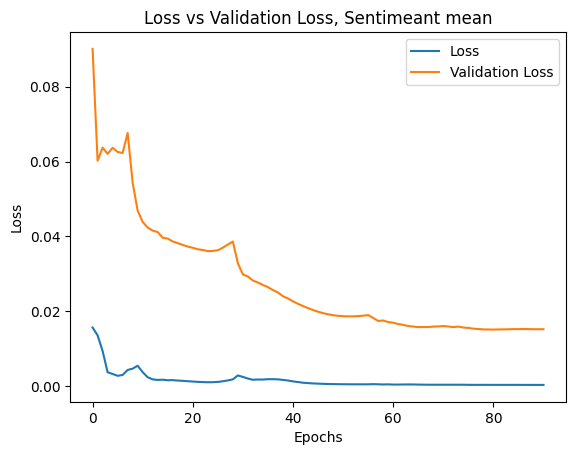 Loss vs Validation Loss, Sentimeant mean
Loss
Validation Loss
0.08
0.06
0.04
0.02
0.00
Loss
0
20
40
60
80
Epochs